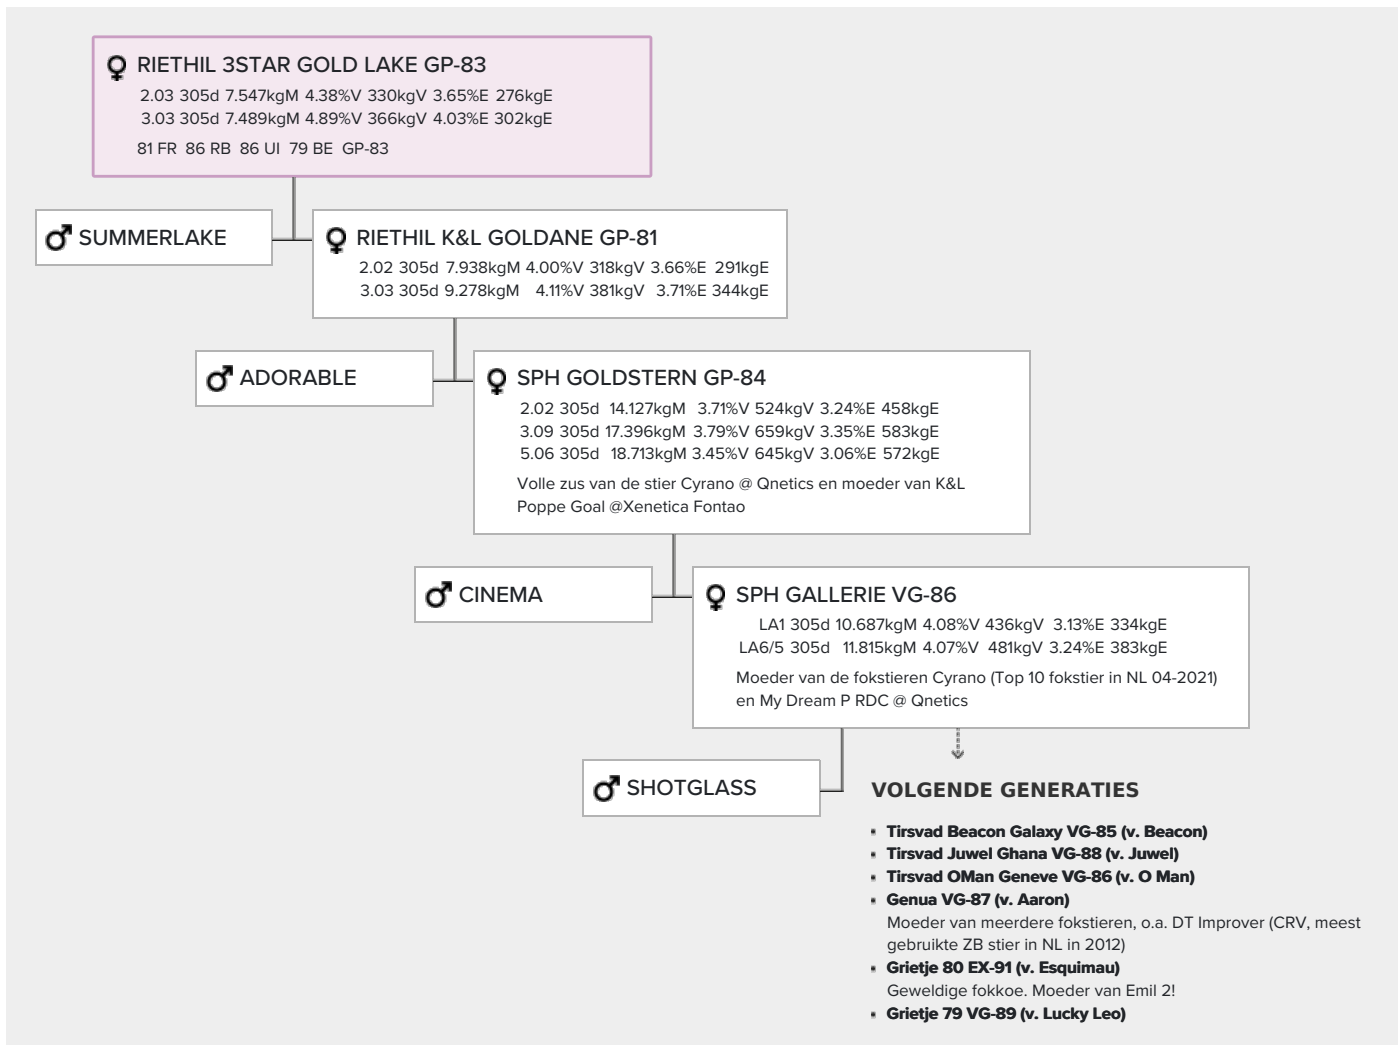 RIETHIL 3STAR GOLD LAKE GP-83
2.03 305d 7.547kgM 4.38%V 330kgV 3.65%E 276kgE
3.03 305d 7.489kgM 4.89%V 366kgV 4.03%E 302kgE
81 FR 86 RB 86 UI 79 BE GP-83
SUMMERLAKE
RIETHIL K&L GOLDANE GP-81
2.02 305d 7.938kgM 4.00%V 318kgV 3.66%E 291kgE
3.03 305d 9.278kgM 4.11%V 381kgV 3.71%E 344kgE
ADORABLE
SPH GOLDSTERN GP-84
2.02 305d 14.127kgM 3.71%V 524kgV 3.24%E 458kgE
3.09 305d 17.396kgM 3.79%V 659kgV 3.35%E 583kgE
5.06 305d 18.713kgM 3.45%V 645kgV 3.06%E 572kgE
Volle zus van de stier Cyrano @ Qnetics en moeder van K&L
Poppe Goal @Xenetica Fontao
CINEMA
SPH GALLERIE VG-86
LA1 305d 10.687kgM 4.08%V 436kgV 3.13%E 334kgE
LA6/5 305d 11.815kgM 4.07%V 481kgV 3.24%E 383kgE
Moeder van de fokstieren Cyrano (Top 10 fokstier in NL 04-2021)
en My Dream P RDC @ Qnetics
SHOTGLASS
VOLGENDE GENERATIES
▪ Tirsvad Beacon Galaxy VG-85 (v. Beacon)
▪ Tirsvad Juwel Ghana VG-88 (v. Juwel)
▪ Tirsvad OMan Geneve VG-86 (v. O Man)
▪ Genua VG-87 (v. Aaron)
Moeder van meerdere fokstieren, o.a. DT Improver (CRV, meest
gebruikte ZB stier in NL in 2012)
▪ Grietje 80 EX-91 (v. Esquimau)
Geweldige fokkoe. Moeder van Emil 2!
▪ Grietje 79 VG-89 (v. Lucky Leo)